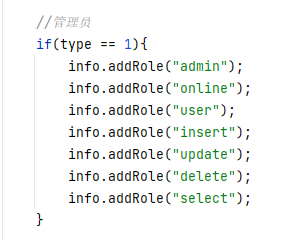 //管理员
if(type == 1){
    info.addRole("admin");
    info.addRole("online");
    info.addRole("user");
    info.addRole("insert");
    info.addRole("update");
    info.addRole("delete");
    info.addRole("select");
}